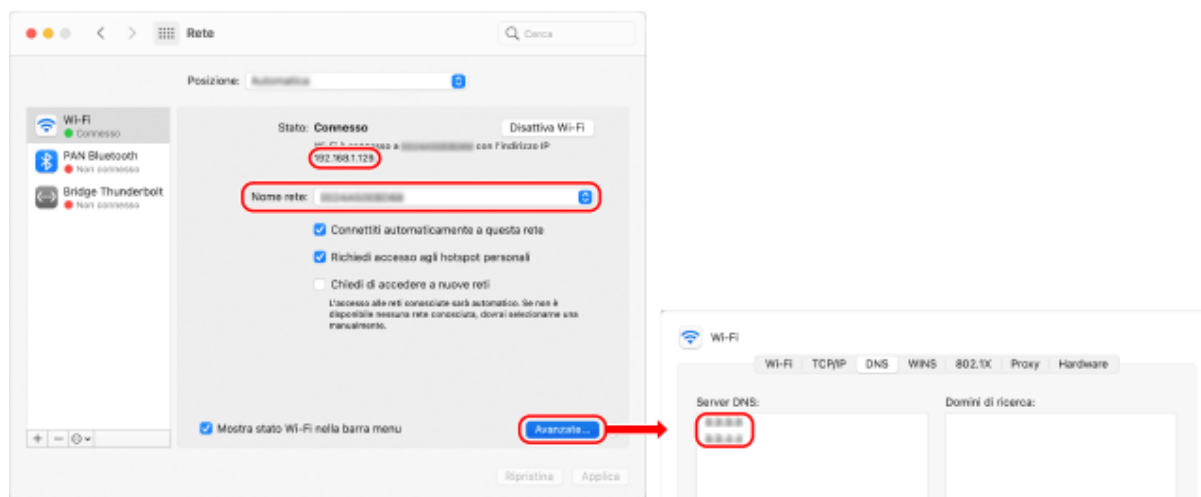 Rete
Cerca
Posizione:
Wi-Fi
Connesso
PAN Bluetooth
Non connesso
Bridge Thunderbolt
Non connesso
Stato: Connesso
Disattiva Wi-Fi
Wi-Fi è connesso a con l'indirizzo IP
192.168.1.129
Nome rete:
Connettiti automaticamente a questa rete
Richiedi accesso agli hotspot personali
Chiedi di accedere a nuove reti
L'accesso alle reti conosciute sarà automatico. Se non è
disponibile nessuna rete conosciuta, dovrai selezionarne una
manualmente.
Mostra stato Wi-Fi nella barra menu
Avanzate...
Ripristina Applica
Wi-Fi
Wi-Fi TCP/IP DNS WINS 802.1X Proxy Hardware
Server DNS:
Domini di ricerca: